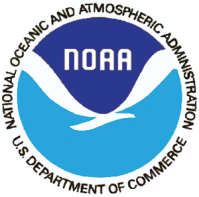 NATIONAL OCEANIC AND ATMOSPHERIC ADMINISTRATION
NOAA
U.S. DEPARTMENT OF COMMERCE